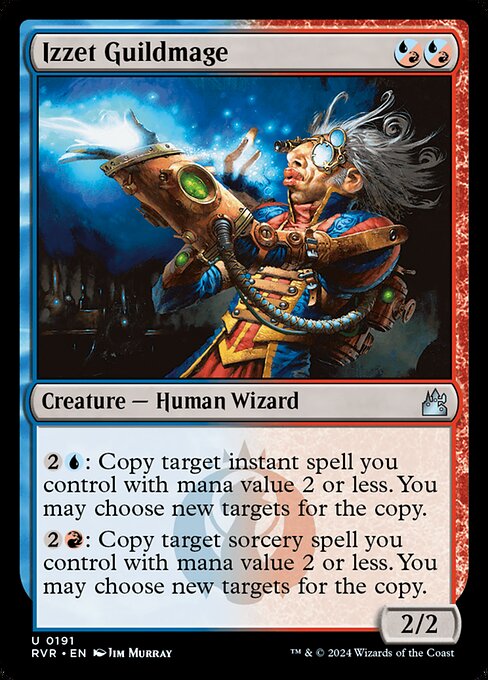 Izzet Guildmage
Creature — Human Wizard
2: Copy target instant spell you
control with mana value 2 or less. You
may choose new targets for the copy.
2: Copy target sorcery spell you
control with mana value 2 or less. You
may choose new targets for the copy.
2/2
U 0191
RVR • EN Jim Murray
™ & © 2024 Wizards of the Coast